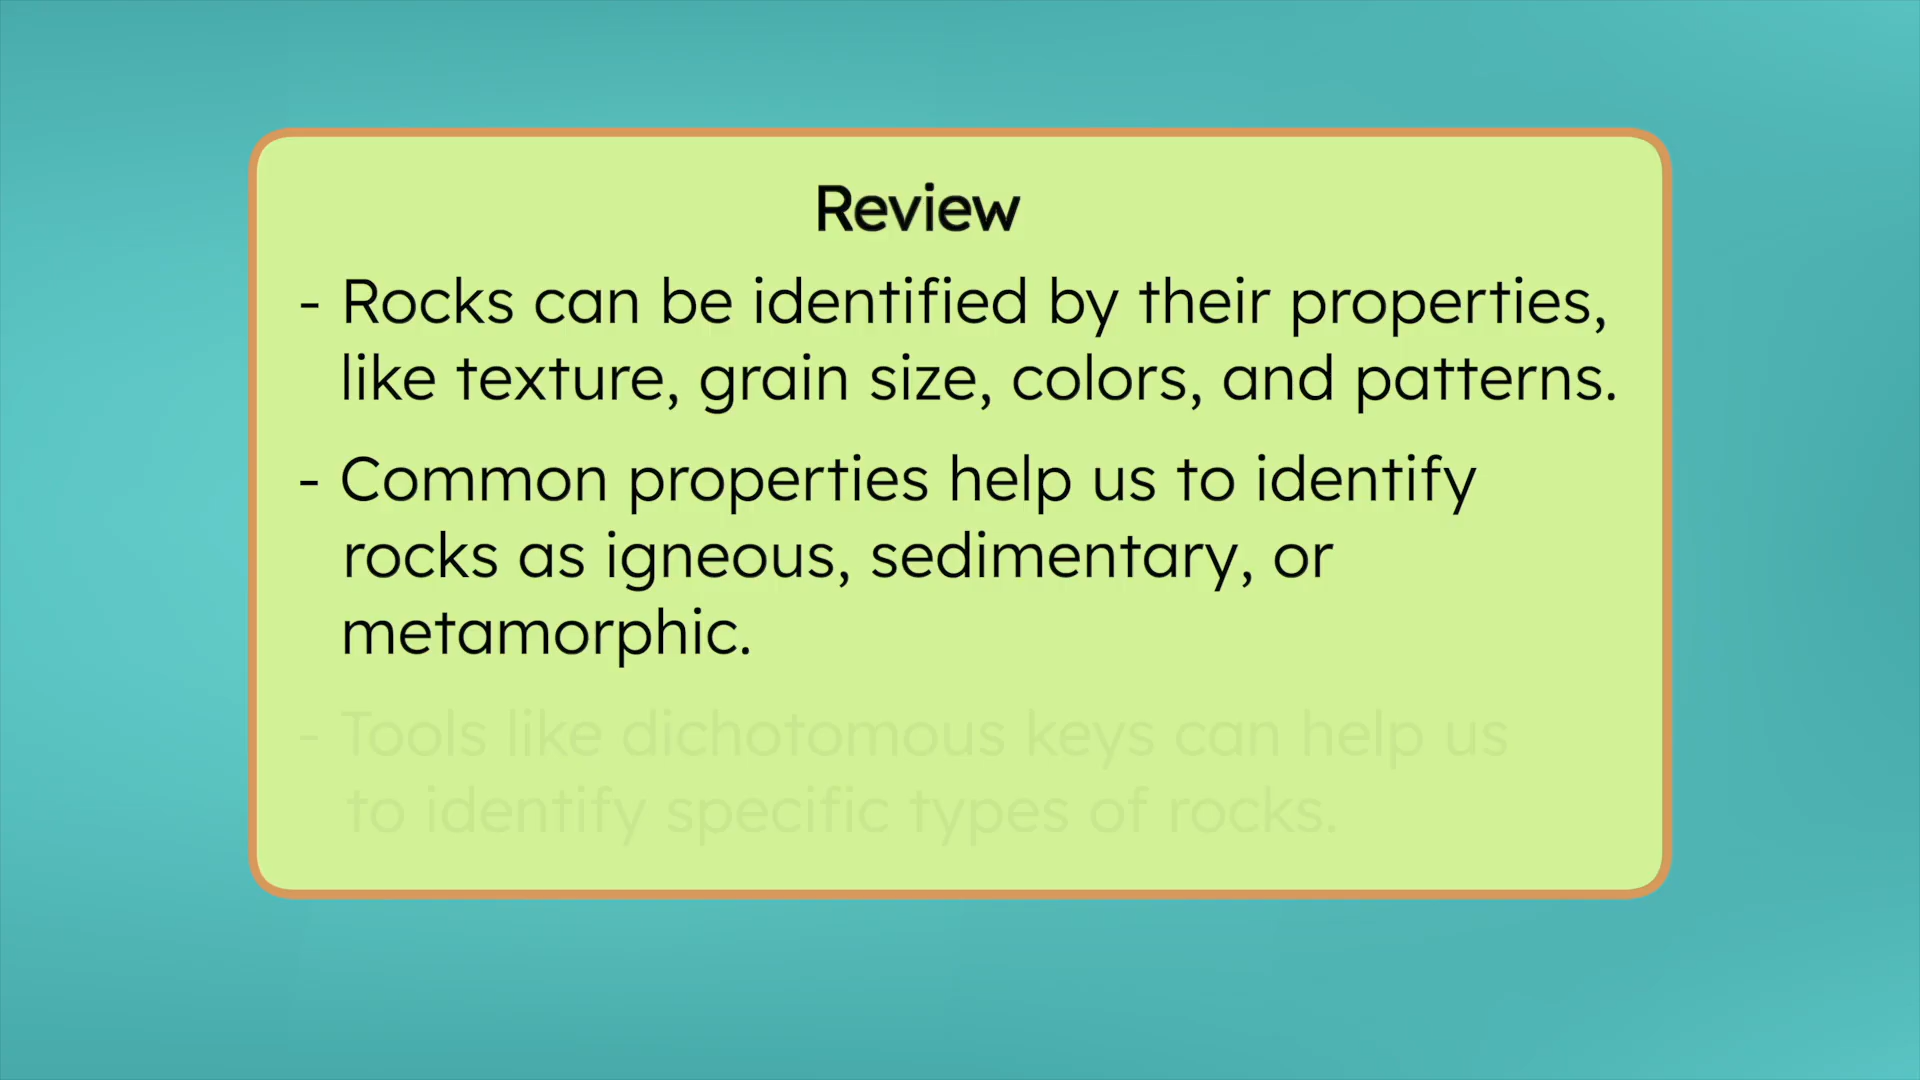 Review
- Rocks can be identified by their properties,
like texture, grain size, colors, and patterns.
- Common properties help us to identify
rocks as igneous, sedimentary, or
metamorphic.
- Tools like dichotomous keys can help us
to identify specific types of rocks.